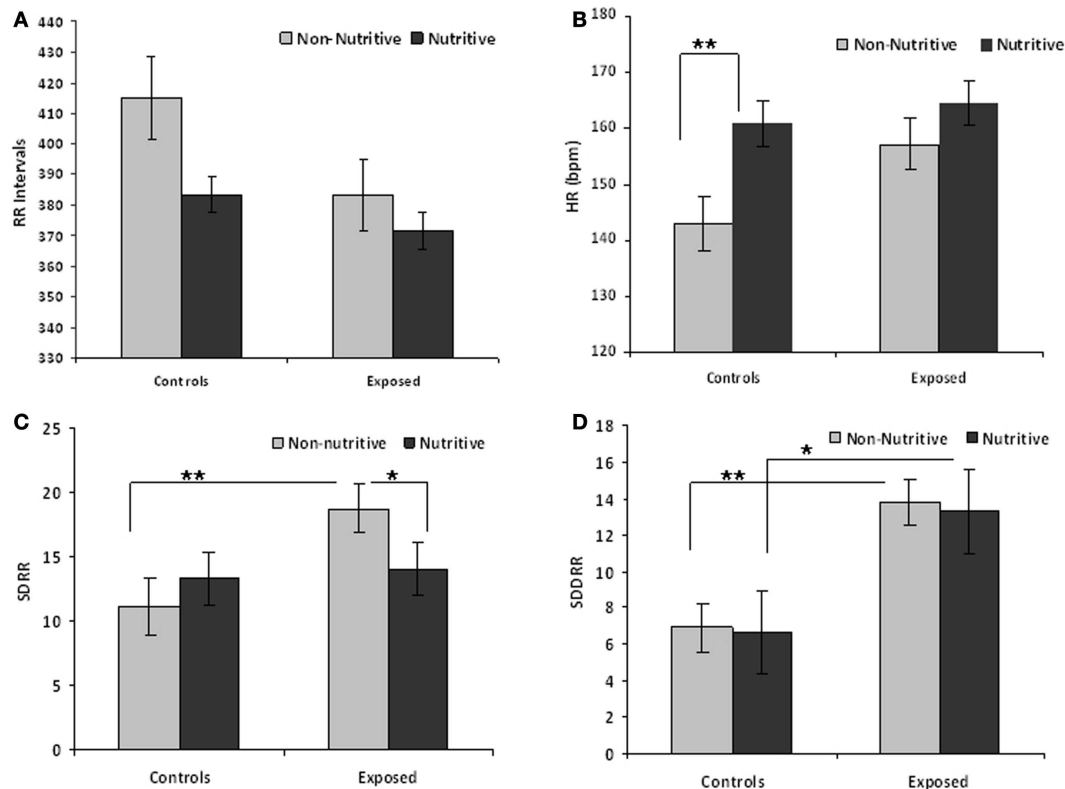 A
440
430
420
410
400
390
380
370
360
350
340
330
RR Intervals
Non-Nutritive Nutritive
Controls Exposed
B
180
170
160
150
140
130
120
HR (bpm)
Non-Nutritive Nutritive
**
Controls Exposed
C
25
20
15
10
5
0
SDRR
Non-nutritive Nutritive
** *
Controls Exposed
D
18
16
14
12
10
8
6
4
2
0
SDDRR
Non-Nutritive Nutritive
*
**
Controls Exposed